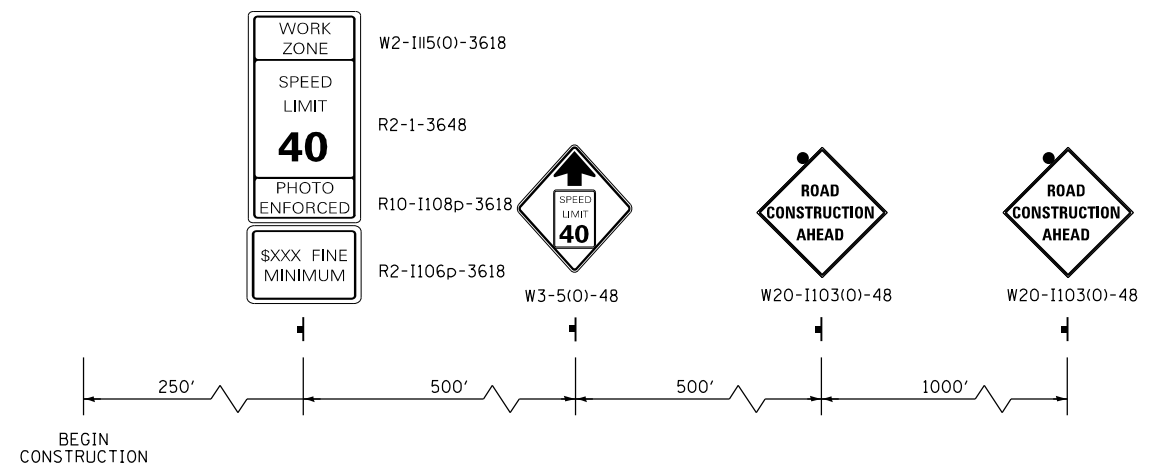 WORK
ZONE
SPEED
LIMIT
40
PHOTO
ENFORCED
$XXX FINE
MINIMUM
W2-I115(O)-3618
R2-1-3648
R10-I108p-3618
R2-I106p-3618
SPEED
LIMIT
40
W3-5(O)-48
ROAD
CONSTRUCTION
AHEAD
W20-I103(O)-48
ROAD
CONSTRUCTION
AHEAD
W20-I103(O)-48
250'
500'
500'
1000'
BEGIN
CONSTRUCTION